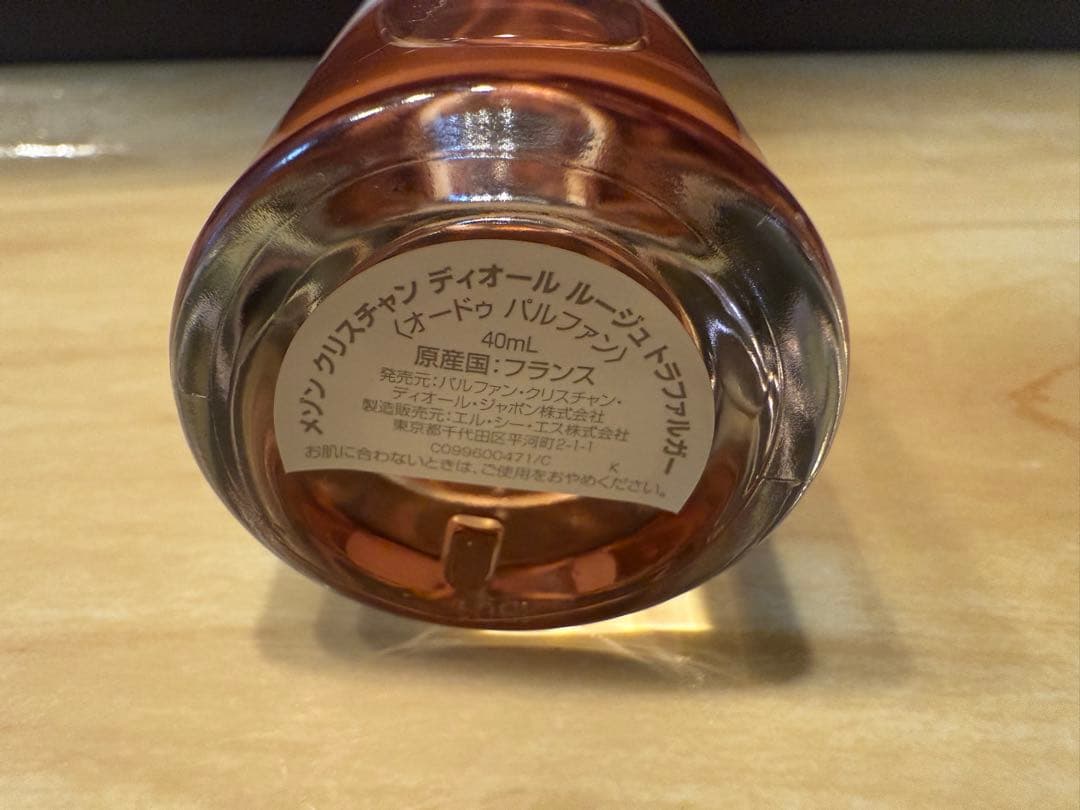 メゾン クリスチャン ディオール ルージュ トラファルガー
(オードゥ パルファン)
40mL
原産国:フランス
発売元:パルファン・クリスチャン・
ディオール・ジャポン株式会社
製造販売元:エル・シー・エス株式会社
東京都千代田区平河町2-1-1
C099600471/C K
お肌に合わないときは、ご使用をおやめください。